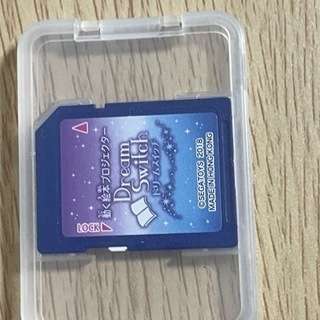 動く絵本プロジェクター
Dream
Switch
ドリームスイッチ
LOCK
©SEGATOYS 2018
MADE IN HONG KONG